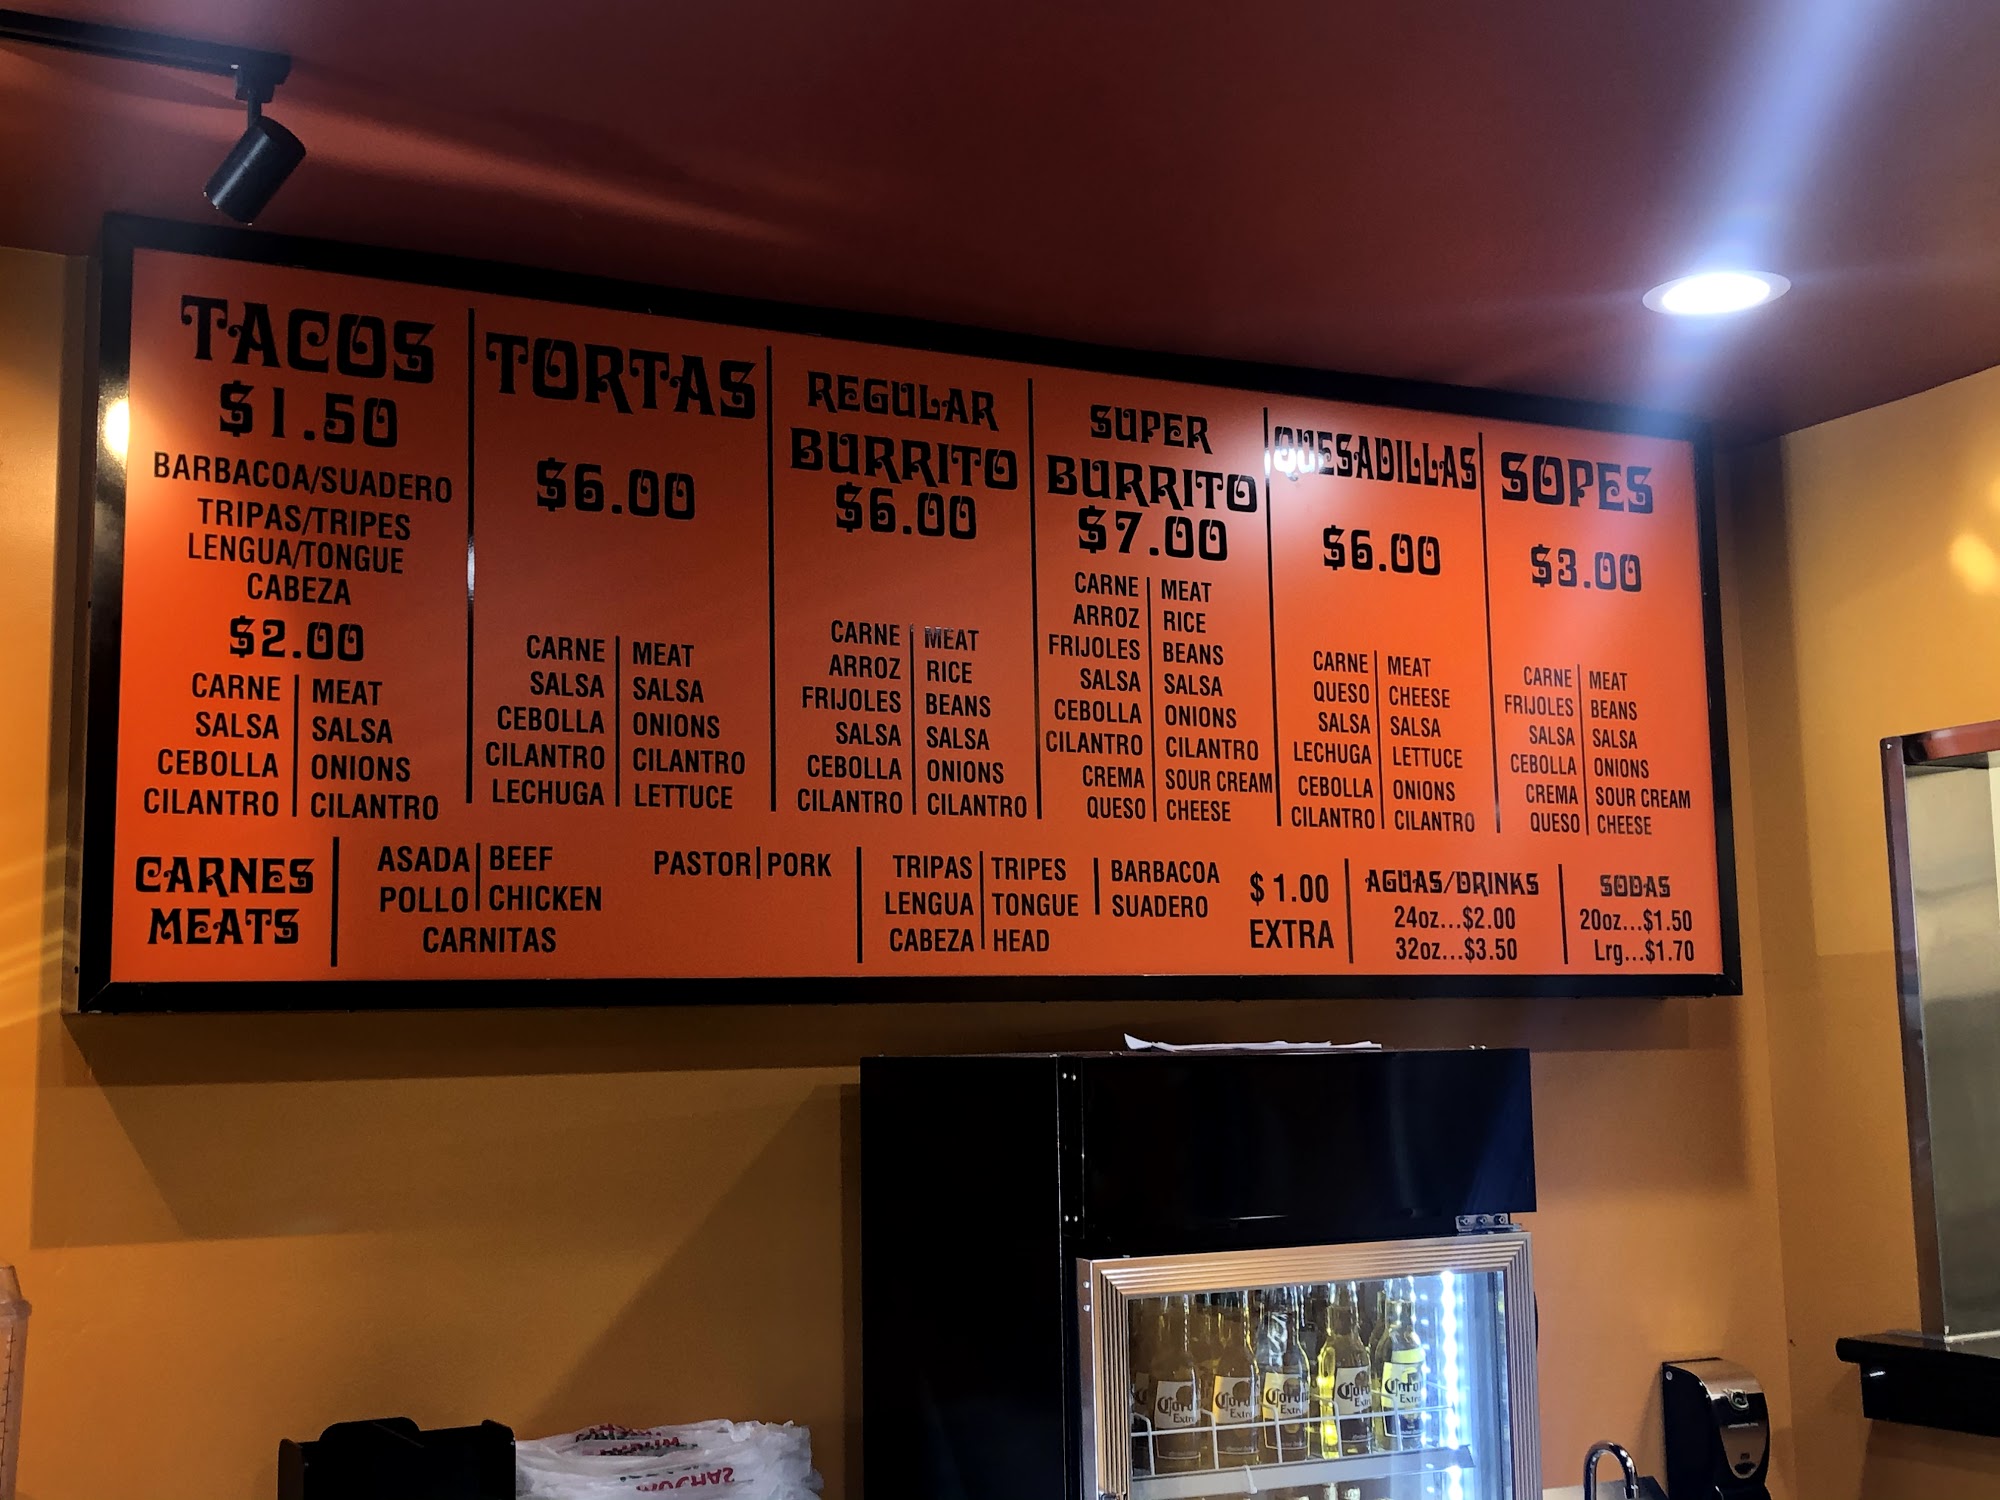 TACOS
$1.50
BARBACOA/SUADERO
TRIPAS/TRIPES
LENGUA/TONGUE
CABEZA
$2.00
CARNE | MEAT
SALSA | SALSA
CEBOLLA | ONIONS
CILANTRO | CILANTRO
TORTAS
$6.00
CARNE | MEAT
SALSA | SALSA
CEBOLLA | ONIONS
CILANTRO | CILANTRO
LECHUGA | LETTUCE
REGULAR
BURRITO
$6.00
CARNE | MEAT
ARROZ | RICE
FRIJOLES | BEANS
SALSA | SALSA
CEBOLLA | ONIONS
CILANTRO | CILANTRO
SUPER
BURRITO
$7.00
CARNE | MEAT
ARROZ | RICE
FRIJOLES | BEANS
SALSA | SALSA
CEBOLLA | ONIONS
CILANTRO | CILANTRO
CREMA | SOUR CREAM
QUESO | CHEESE
QUESADILLAS
$6.00
CARNE | MEAT
QUESO | CHEESE
SALSA | SALSA
LECHUGA | LETTUCE
CEBOLLA | ONIONS
CILANTRO | CILANTRO
SOPES
$3.00
CARNE | MEAT
FRIJOLES | BEANS
SALSA | SALSA
CEBOLLA | ONIONS
CREMA | SOUR CREAM
QUESO | CHEESE
CARNES
MEATS
ASADA | BEEF
POLLO | CHICKEN
CARNITAS
PASTOR | PORK
TRIPAS | TRIPES
LENGUA | TONGUE
CABEZA | HEAD
BARBACOA
SUADERO
$1.00
EXTRA
AGUAS/DRINKS
24oz...$2.00
32oz...$3.50
SODAS
20oz...$1.50
Lrg...$1.70
Corona
Extra
MUCHAS